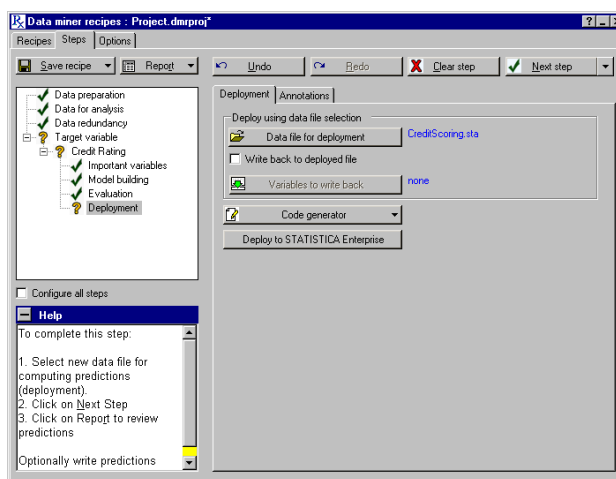 Data miner recipes : Project.dmrproj*
Recipes Steps Options
Save recipe Report Undo Redo Clear step Next step
Data preparation
Data for analysis
Data redundancy
Target variable
Credit Rating
Important variables
Model building
Evaluation
Deployment
Configure all steps
Help
To complete this step:
1. Select new data file for
computing predictions
(deployment).
2. Click on Next Step
3. Click on Report to review
predictions
Optionally write predictions
Deployment Annotations
Deploy using data file selection
Data file for deployment CreditScoring.sta
Write back to deployed file
Variables to write back none
Code generator
Deploy to STATISTICA Enterprise